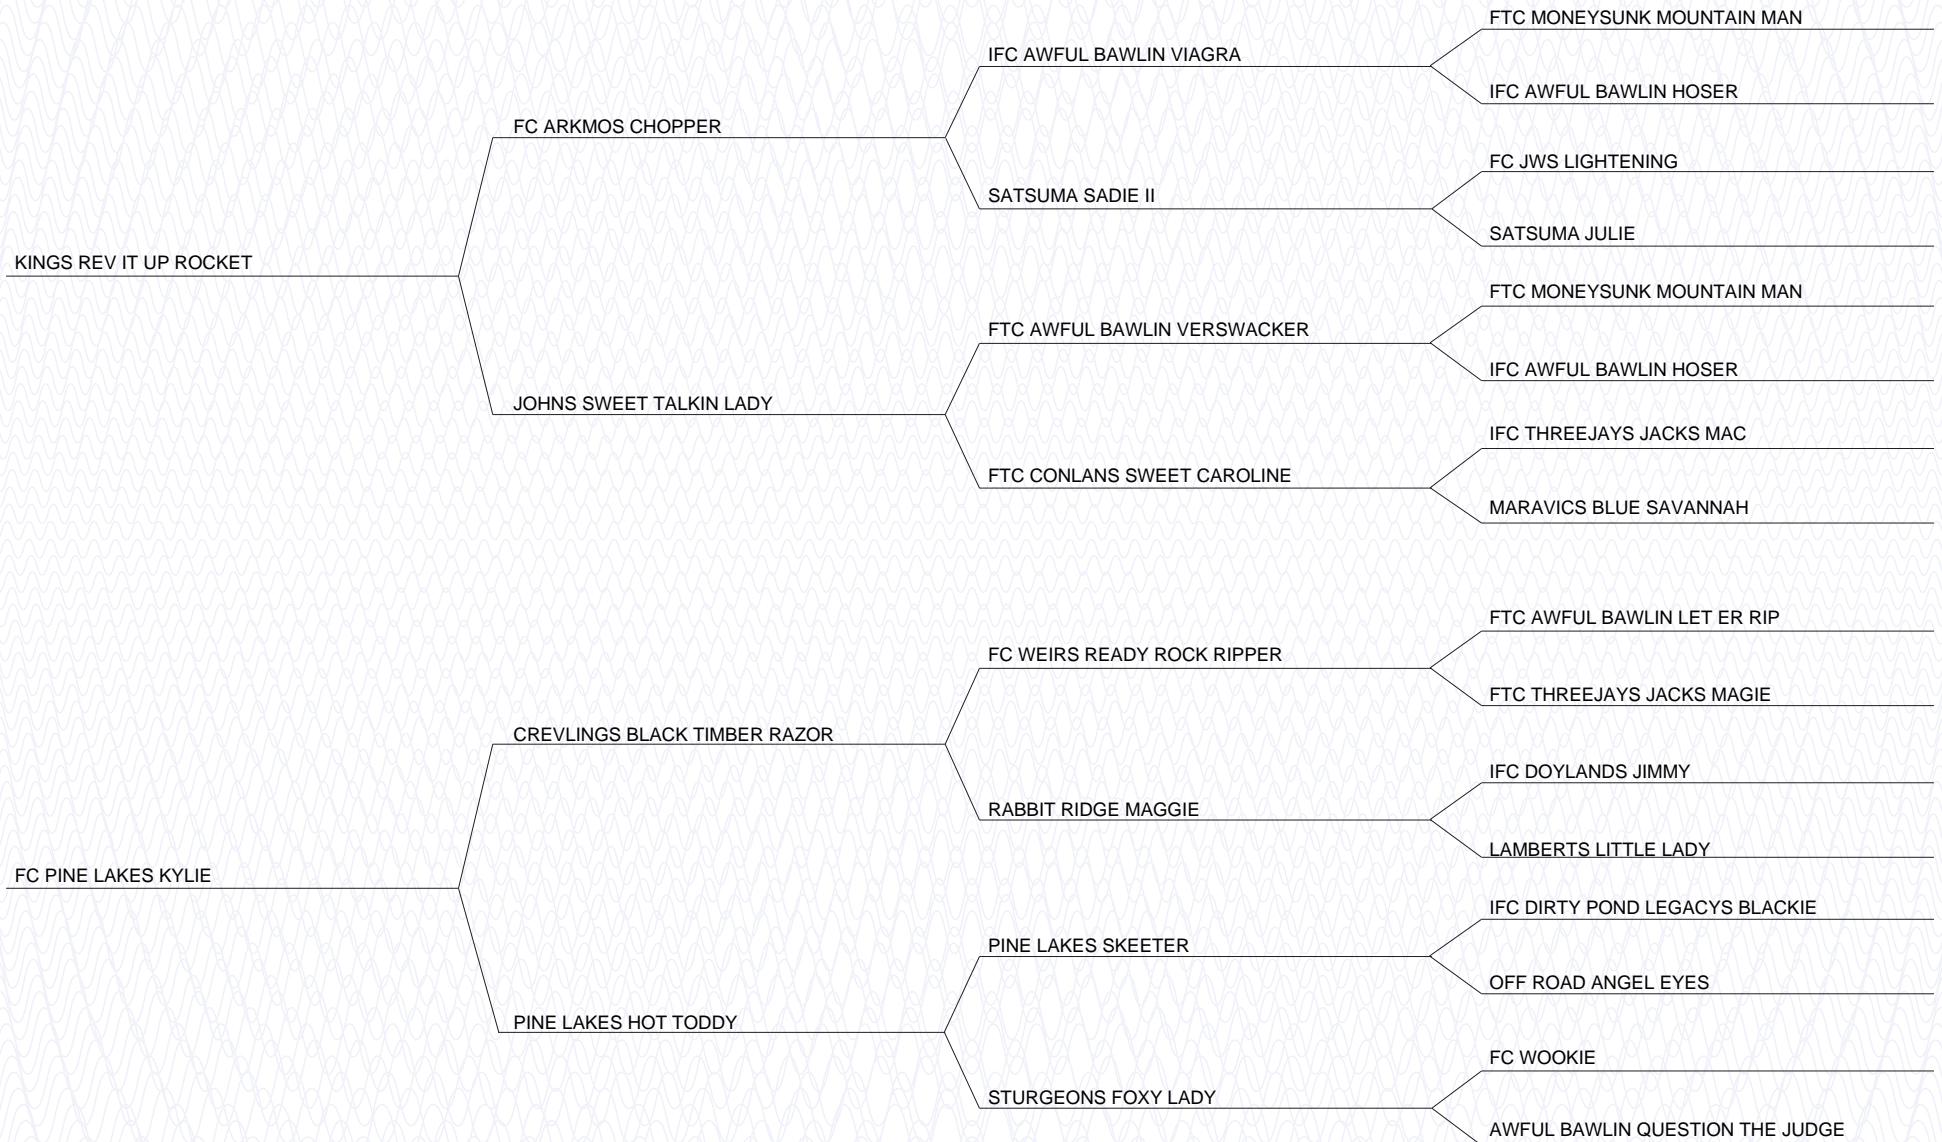 FTC MONEYSUNK MOUNTAIN MAN
IFC AWFUL BAWLIN VIAGRA
IFC AWFUL BAWLIN HOSER
FC ARKMOS CHOPPER
FC JWS LIGHTENING
SATSUMA SADIE II
SATSUMA JULIE
KINGS REV IT UP ROCKET
FTC MONEYSUNK MOUNTAIN MAN
FTC AWFUL BAWLIN VERSWACKER
IFC AWFUL BAWLIN HOSER
JOHNS SWEET TALKIN LADY
IFC THREEJAYS JACKS MAC
FTC CONLANS SWEET CAROLINE
MARAVICS BLUE SAVANNAH
FTC AWFUL BAWLIN LET ER RIP
FC WEIRS READY ROCK RIPPER
FTC THREEJAYS JACKS MAGIE
CREVLINGS BLACK TIMBER RAZOR
IFC DOYLANDS JIMMY
RABBIT RIDGE MAGGIE
LAMBERTS LITTLE LADY
FC PINE LAKES KYLIE
IFC DIRTY POND LEGACYS BLACKIE
PINE LAKES SKEETER
OFF ROAD ANGEL EYES
PINE LAKES HOT TODDY
FC WOOKIE
STURGEONS FOXY LADY
AWFUL BAWLIN QUESTION THE JUDGE